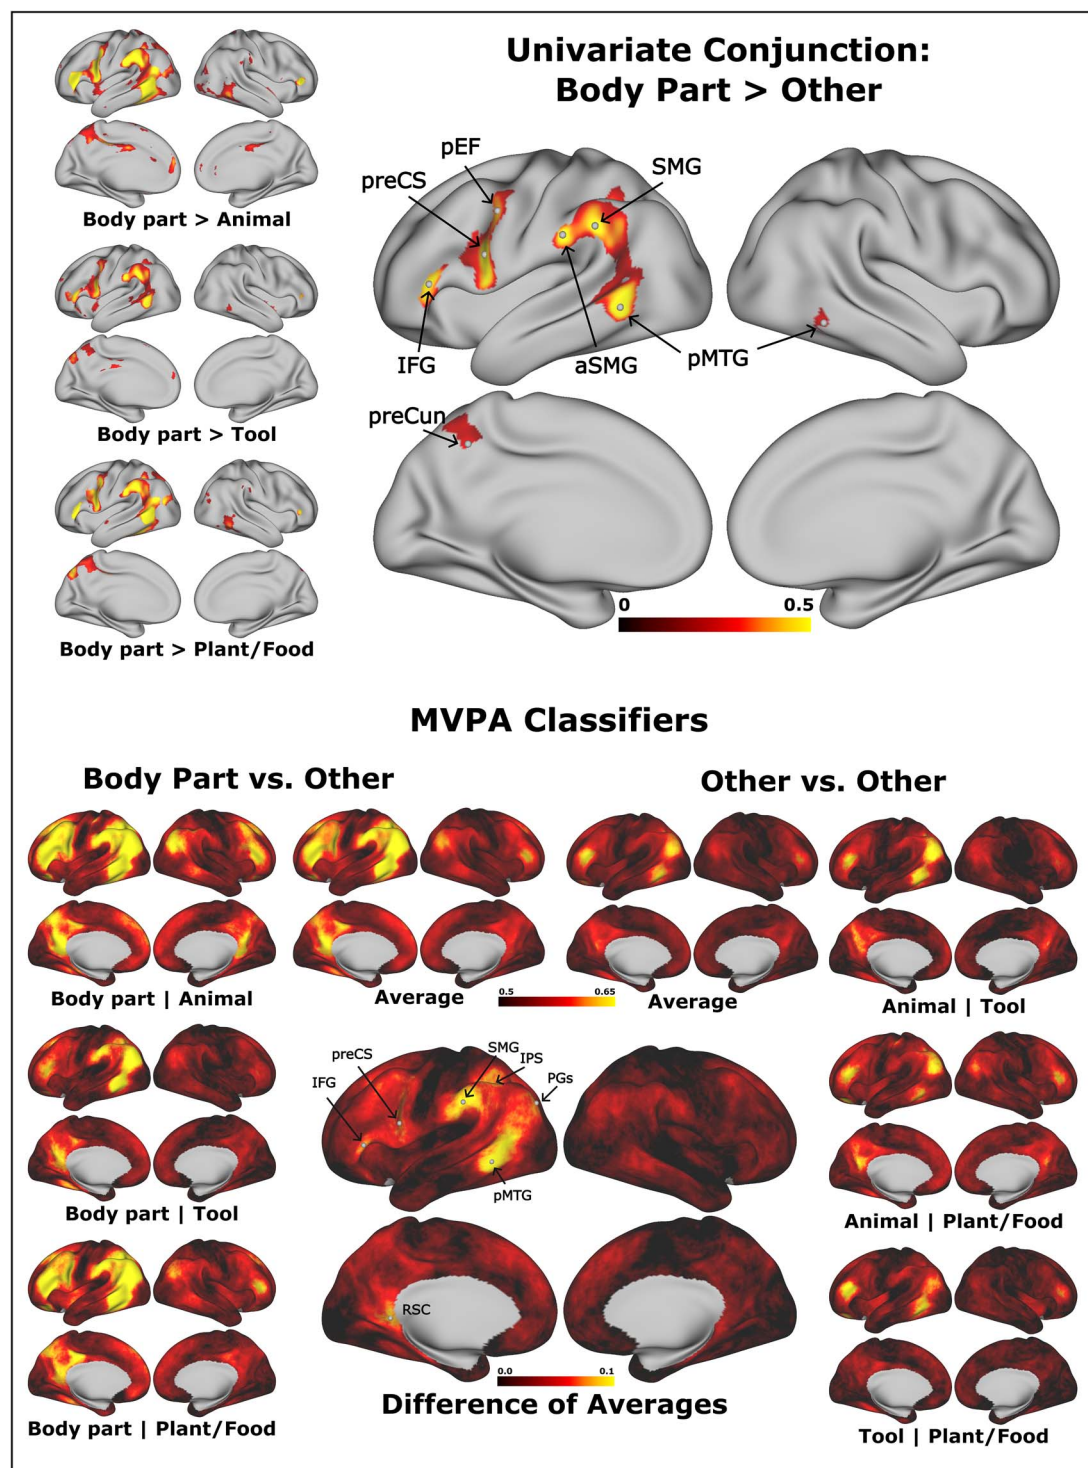 Univariate Conjunction:
Body Part > Other
Body part > Animal
Body part > Tool
Body part > Plant/Food
pEF
preCS
SMG
IFG
aSMG
pMTG
preCun
0 0.5
MVPA Classifiers
Body Part vs. Other
Other vs. Other
Body part | Animal
Average
0.5 0.65
Average
Animal | Tool
Body part | Tool
preCS
SMG
IPS
IFG
PGs
pMTG
Animal | Plant/Food
RSC
Body part | Plant/Food
0.0 0.1
Difference of Averages
Tool | Plant/Food